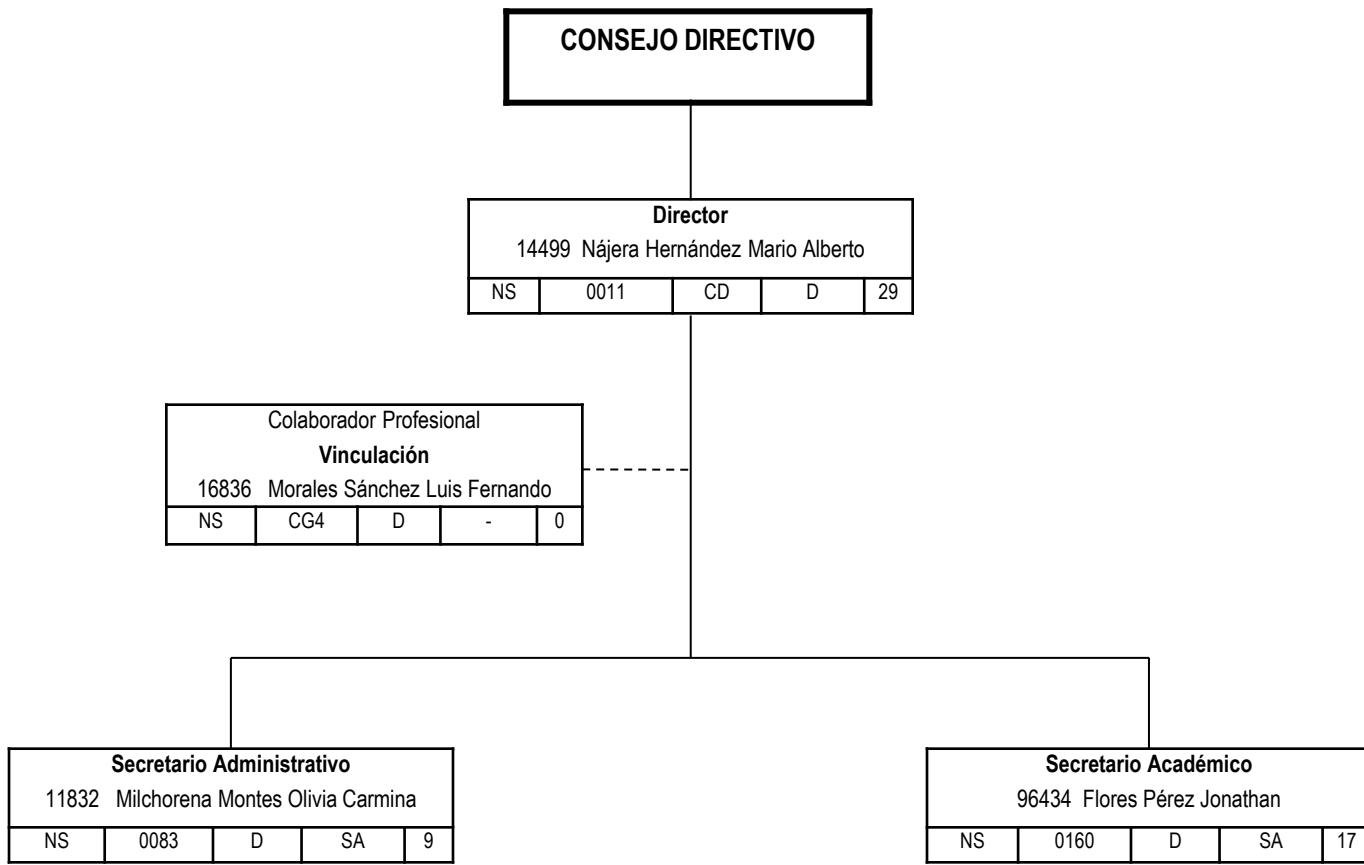 CONSEJO DIRECTIVO
Director
14499 Nájera Hernández Mario Alberto
NS 0011 CD D 29
Colaborador Profesional
Vinculación
16836 Morales Sánchez Luis Fernando
NS CG4 D - 0
Secretario Administrativo
11832 Milchorena Montes Olivia Carmina
NS 0083 D SA 9
Secretario Académico
96434 Flores Pérez Jonathan
NS 0160 D SA 17